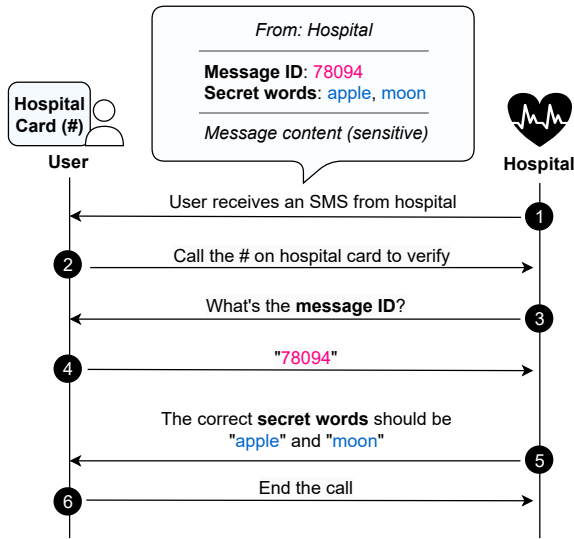 From: Hospital
Message ID: 78094
Secret words: apple, moon
Message content (sensitive)
Hospital
Card (#)
User
Hospital
User receives an SMS from hospital
1
2
Call the # on hospital card to verify
What's the message ID?
3
4
"78094"
The correct secret words should be
"apple" and "moon"
5
6
End the call